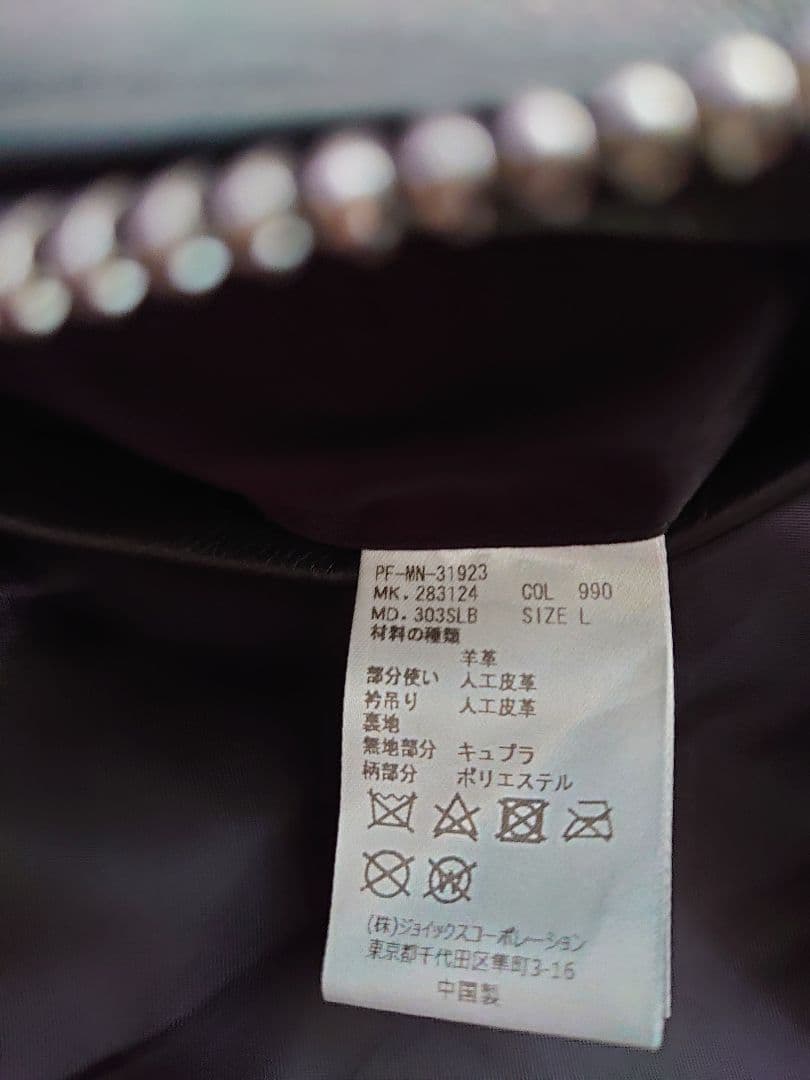 PF-MN-31923
MK. 283124 COL 990
MD. 303SLB SIZE L
材料の種類
羊革
部分使い 人工皮革
衿吊り 人工皮革
裏地
無地部分 キュプラ
柄部分 ポリエステル
W
(株)ジョイックスコーポレーション
東京都千代田区隼町3-16
中国製